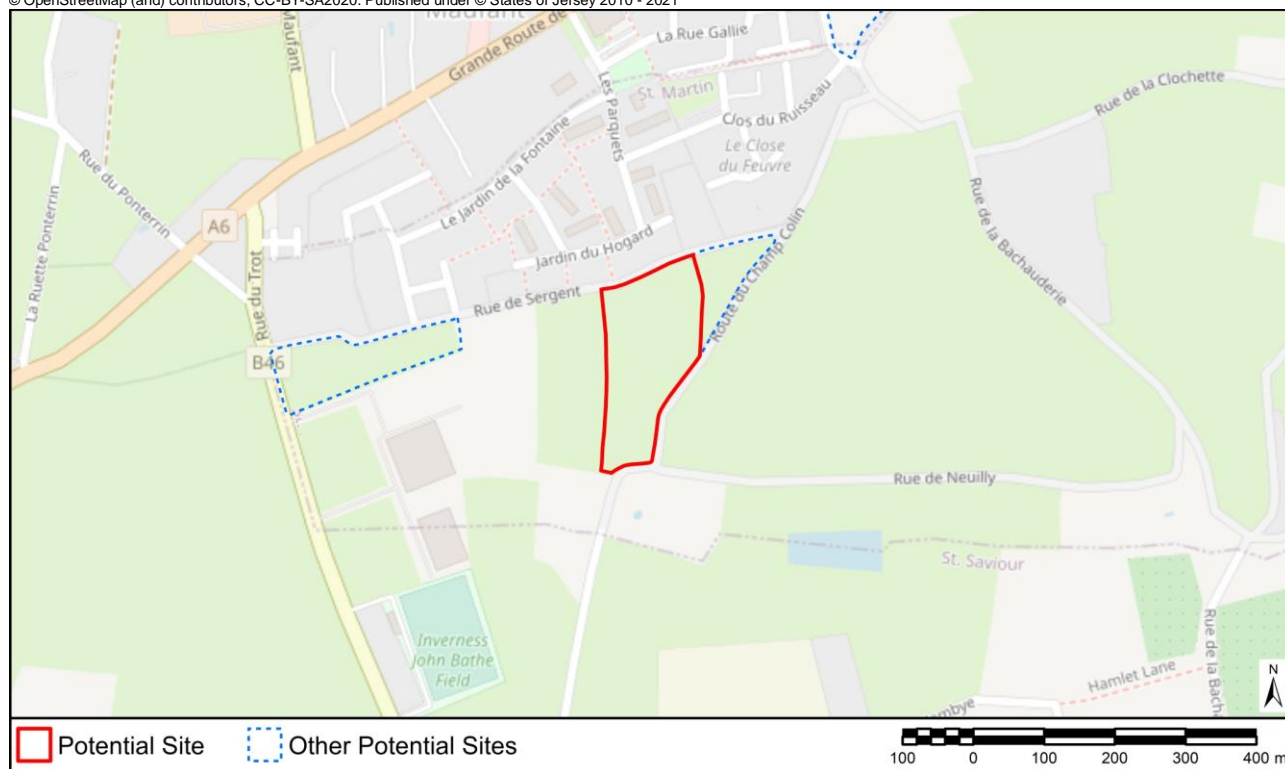 © OpenStreetMap (and) contributors, CC-BY-SA2020. Published under © States of Jersey 2010 - 2021
Maufant
Maufant
Grande Route de
La Rue Gallie
Les Parquets
St. Martin
Clos du Ruisseau
Rue de la Clochette
Le Close
du Feuvre
Rue du Ponterrin
La Ruette Ponterrin
A6
Le Jardin de la Fontaine
Rue du Trot
Jardin du Hogard
Rue de Sergent
Route du Champ Colin
Rue de la Bachauderie
B46
Rue de Neuilly
St. Saviour
Inverness
John Bathe
Field
Hamlet Lane
Rue de la Bacha
N
Potential Site
Other Potential Sites
100 0 100 200 300 400 m